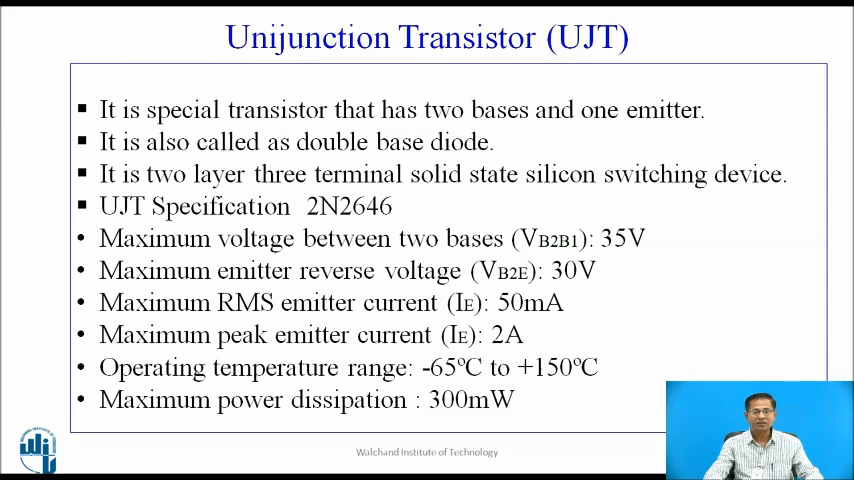 Unijunction Transistor (UJT)
▪ It is special transistor that has two bases and one emitter.
▪ It is also called as double base diode.
▪ It is two layer three terminal solid state silicon switching device.
▪ UJT Specification 2N2646
• Maximum voltage between two bases (VB2B1): 35V
• Maximum emitter reverse voltage (VB2E): 30V
• Maximum RMS emitter current (IE): 50mA
• Maximum peak emitter current (IE): 2A
• Operating temperature range: -65ºC to +150ºC
• Maximum power dissipation : 300mW
Walchand Institute of Technology